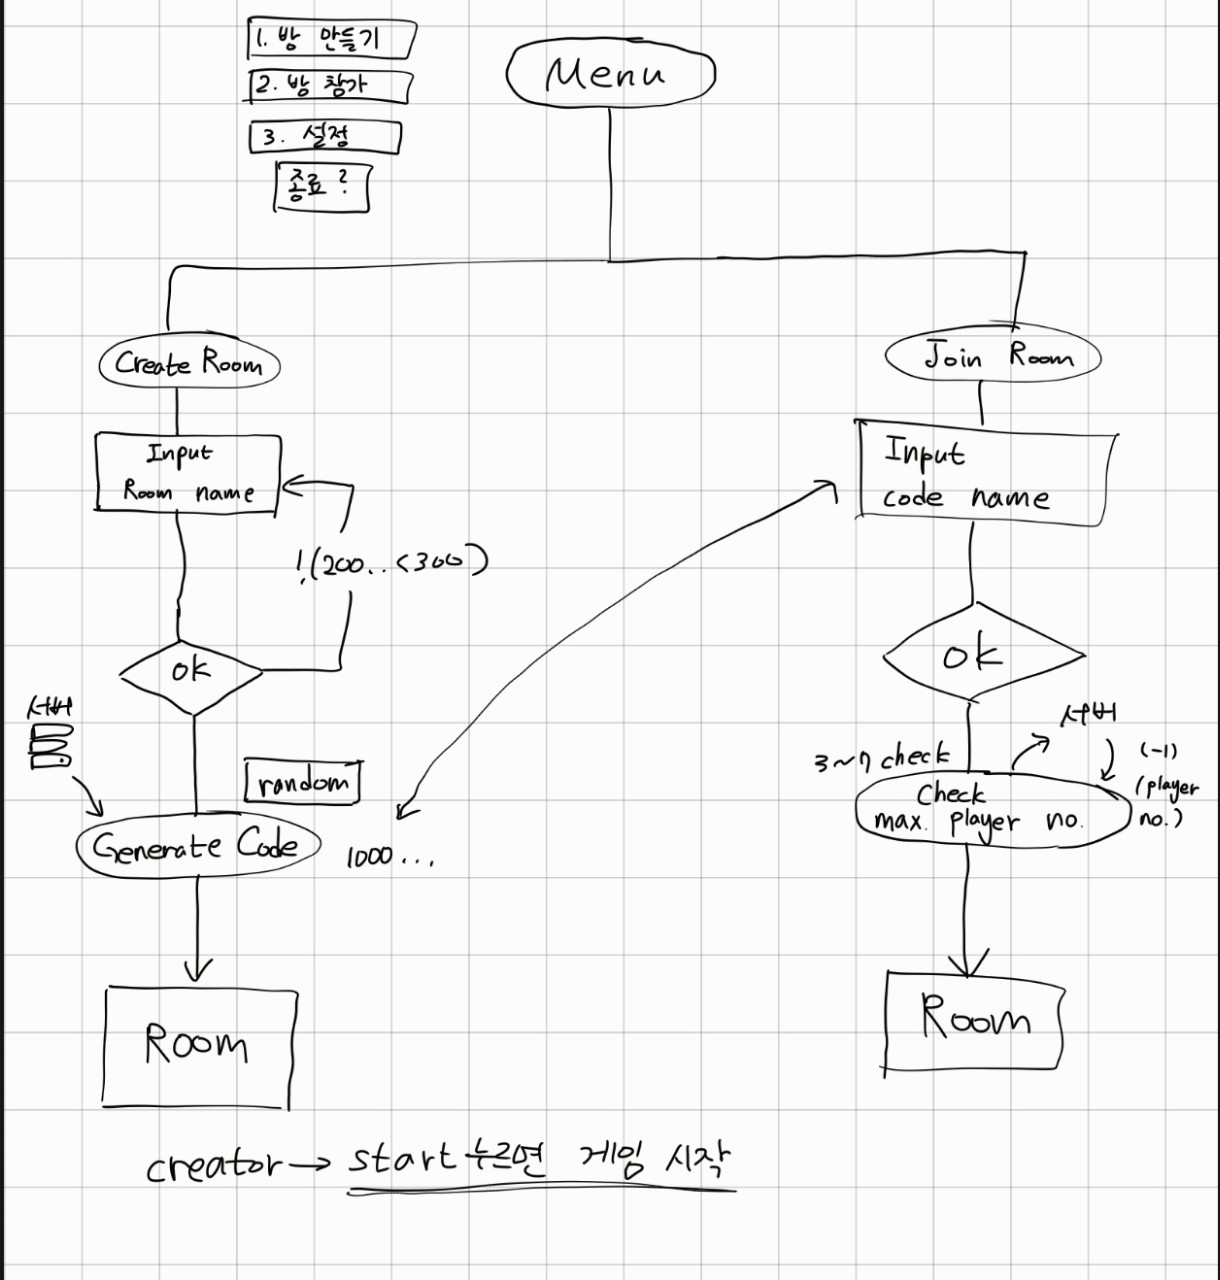 1. 방 만들기
2. 방 참가
3. 설정
종료?
Menu
Create Room
Input
Room name
!(200..<300)
ok
서버
random
Generate Code
1000...
Room
Join Room
Input
code name
ok
서버
3~7 check
(-1)
(player
no.)
Check
max. player no.
Room
creator → start 누르면 게임 시작